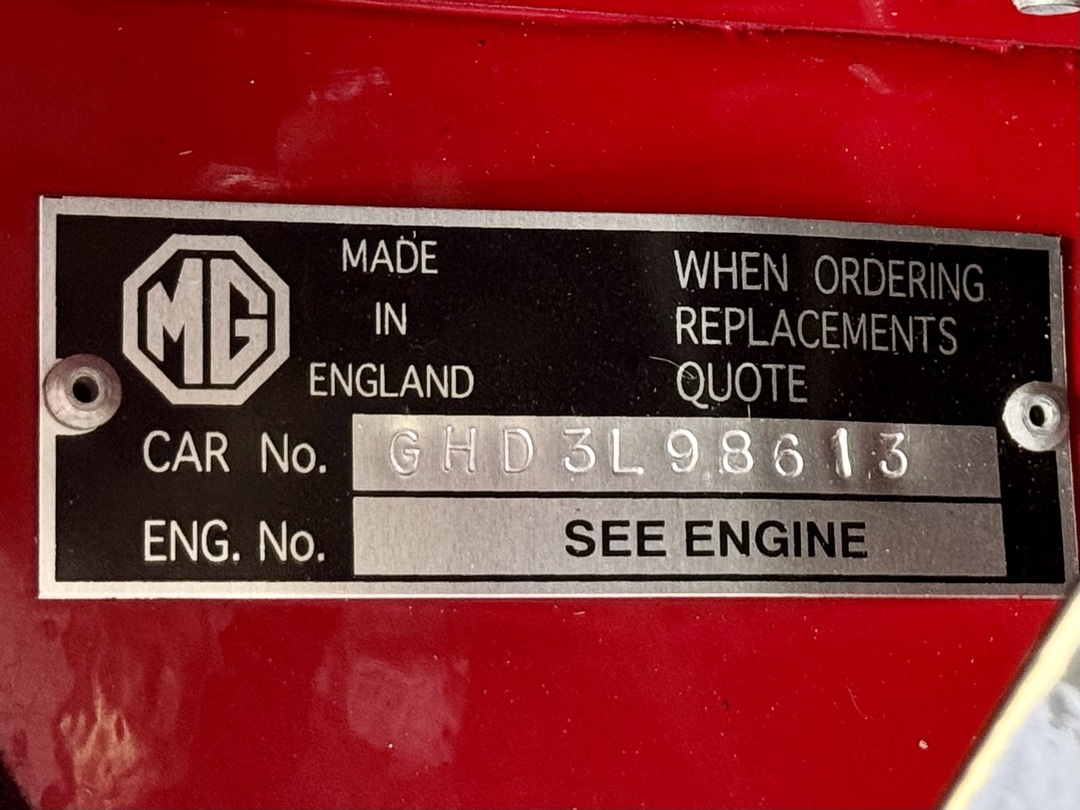 MG
MADE
IN
ENGLAND
WHEN ORDERING
REPLACEMENTS
QUOTE
CAR No. GHD3L98613
ENG. No. SEE ENGINE